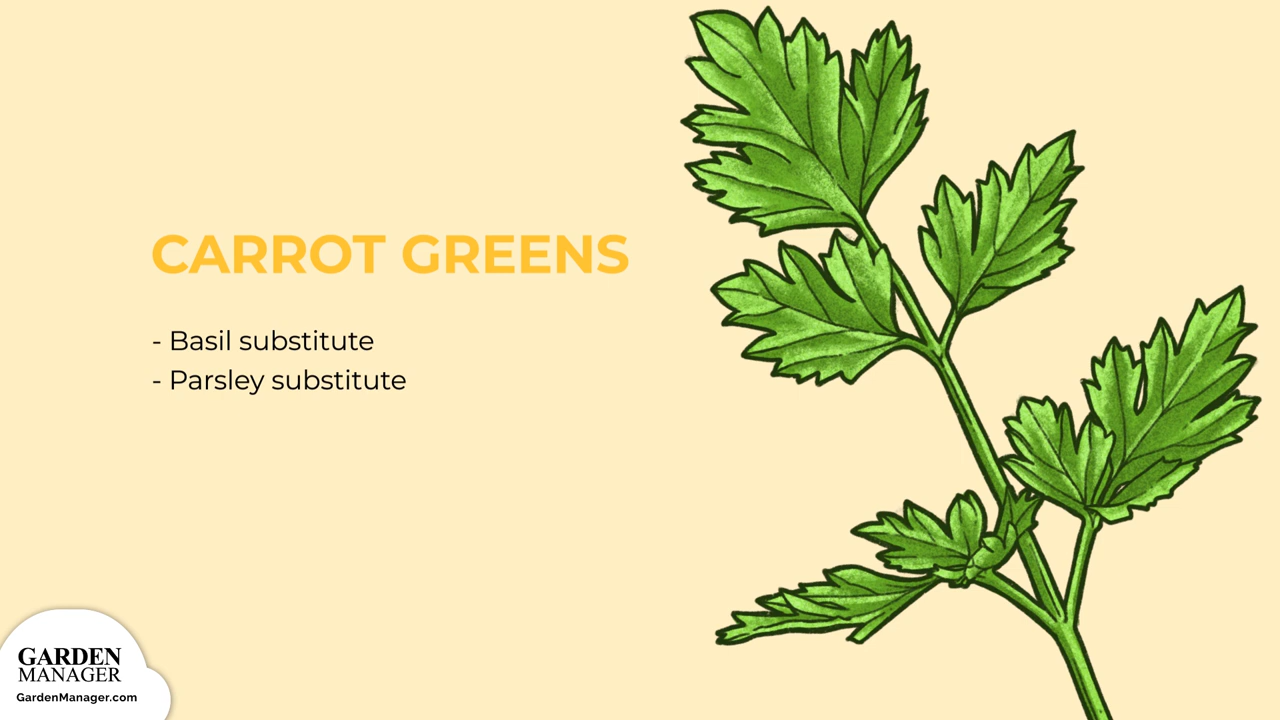 CARROT GREENS
- Basil substitute
- Parsley substitute
GARDEN
MANAGER
GardenManager.com